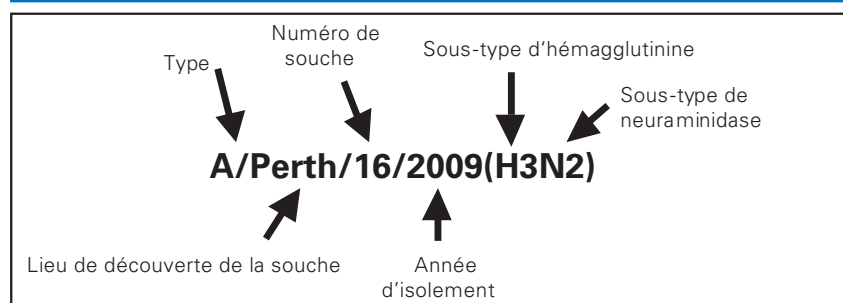 Type
Numéro de
souche
Sous-type d'hémagglutinine
Sous-type de
neuraminidase
A/Perth/16/2009(H3N2)
Lieu de découverte de la souche
Année
d'isolement